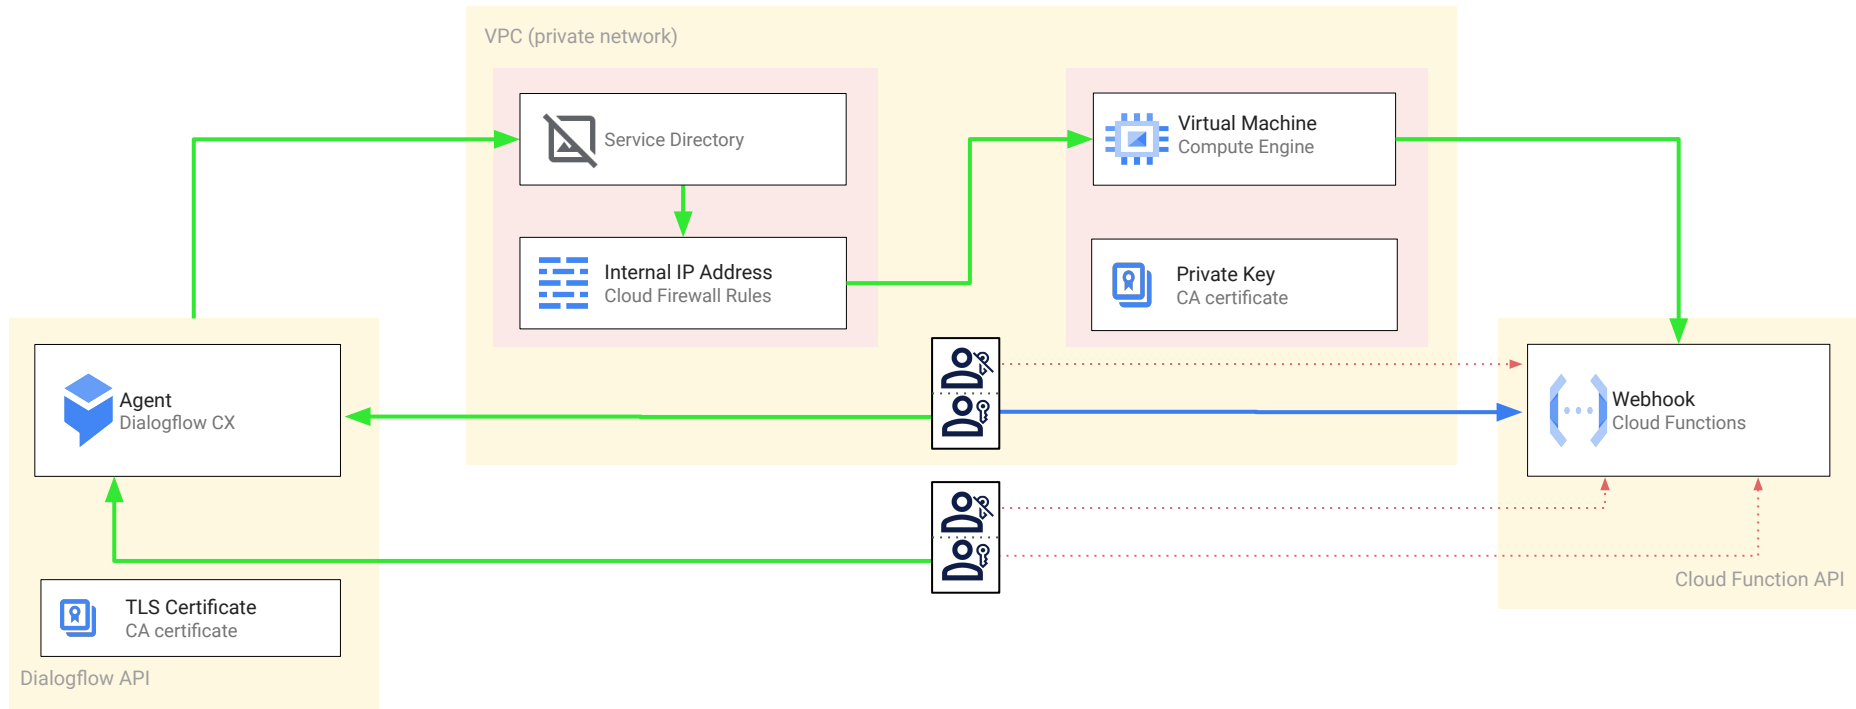 VPC (private network)
Service Directory
Virtual Machine
Compute Engine
Internal IP Address
Cloud Firewall Rules
Private Key
CA certificate
Agent
Dialogflow CX
Webhook
Cloud Functions
TLS Certificate
CA certificate
Cloud Function API
Dialogflow API